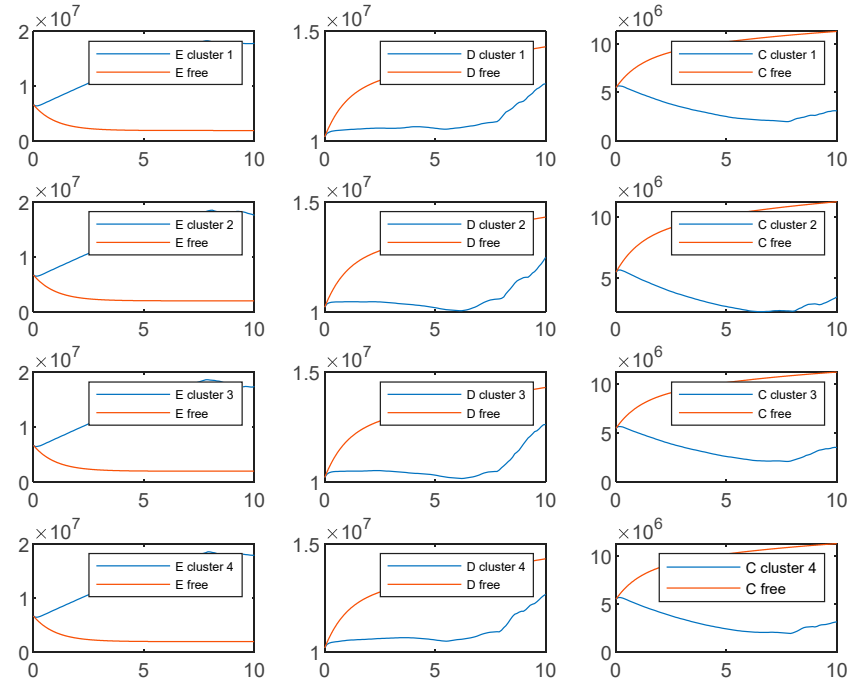 ×10^7 ×10^7 ×10^6
2 1.5 10
E cluster 1 D cluster 1 C cluster 1
E free D free C free
1 5
0 1 0
0 5 10 0 5 10 0 5 10
×10^7 ×10^7 ×10^6
2 1.5 10
E cluster 2 D cluster 2 C cluster 2
E free D free C free
1 5
0 1
0 5 10 0 5 10 0 5 10
×10^7 ×10^7 ×10^6
2 1.5 10
E cluster 3 D cluster 3 C cluster 3
E free D free C free
1 5
0 1 0
0 5 10 0 5 10 0 5 10
×10^7 ×10^7 ×10^6
2 1.5 10
E cluster 4 D cluster 4 C cluster 4
E free D free C free
1 5
0 1 0
0 5 10 0 5 10 0 5 10